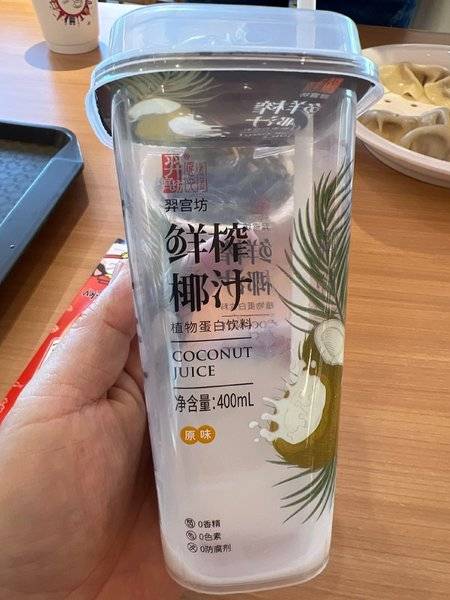 羿宫坊
鲜榨
椰汁
植物蛋白饮料
COCONUT
JUICE
净含量:400mL
原味
0香精
0色素
0防腐剂